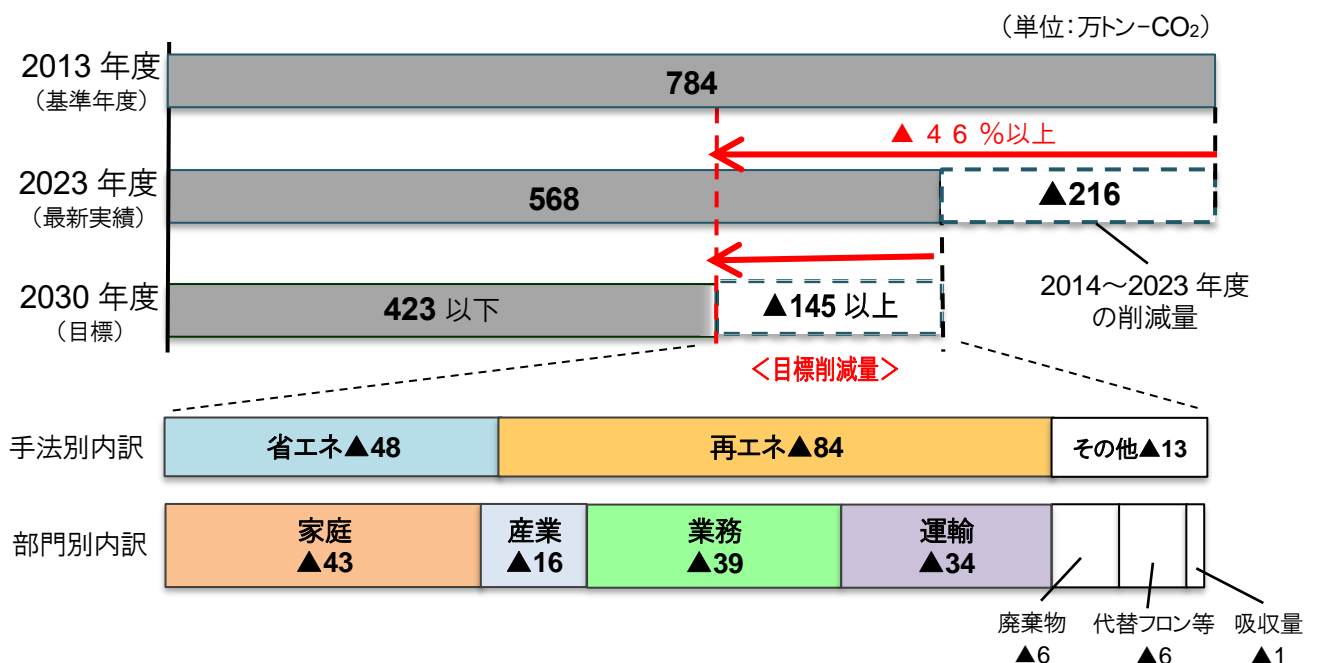 （単位：万トン-CO₂）
2013 年度
（基準年度）
784
▲ ４６ ％以上
2023 年度
（最新実績）
568
▲216
2014～2023 年度
の削減量
2030 年度
（目標）
423 以下
▲145 以上
＜目標削減量＞
手法別内訳
省エネ▲48
再エネ▲84
その他▲13
部門別内訳
家庭
▲43
産業
▲16
業務
▲39
運輸
▲34
廃棄物
▲6
代替フロン等
▲6
吸収量
▲1